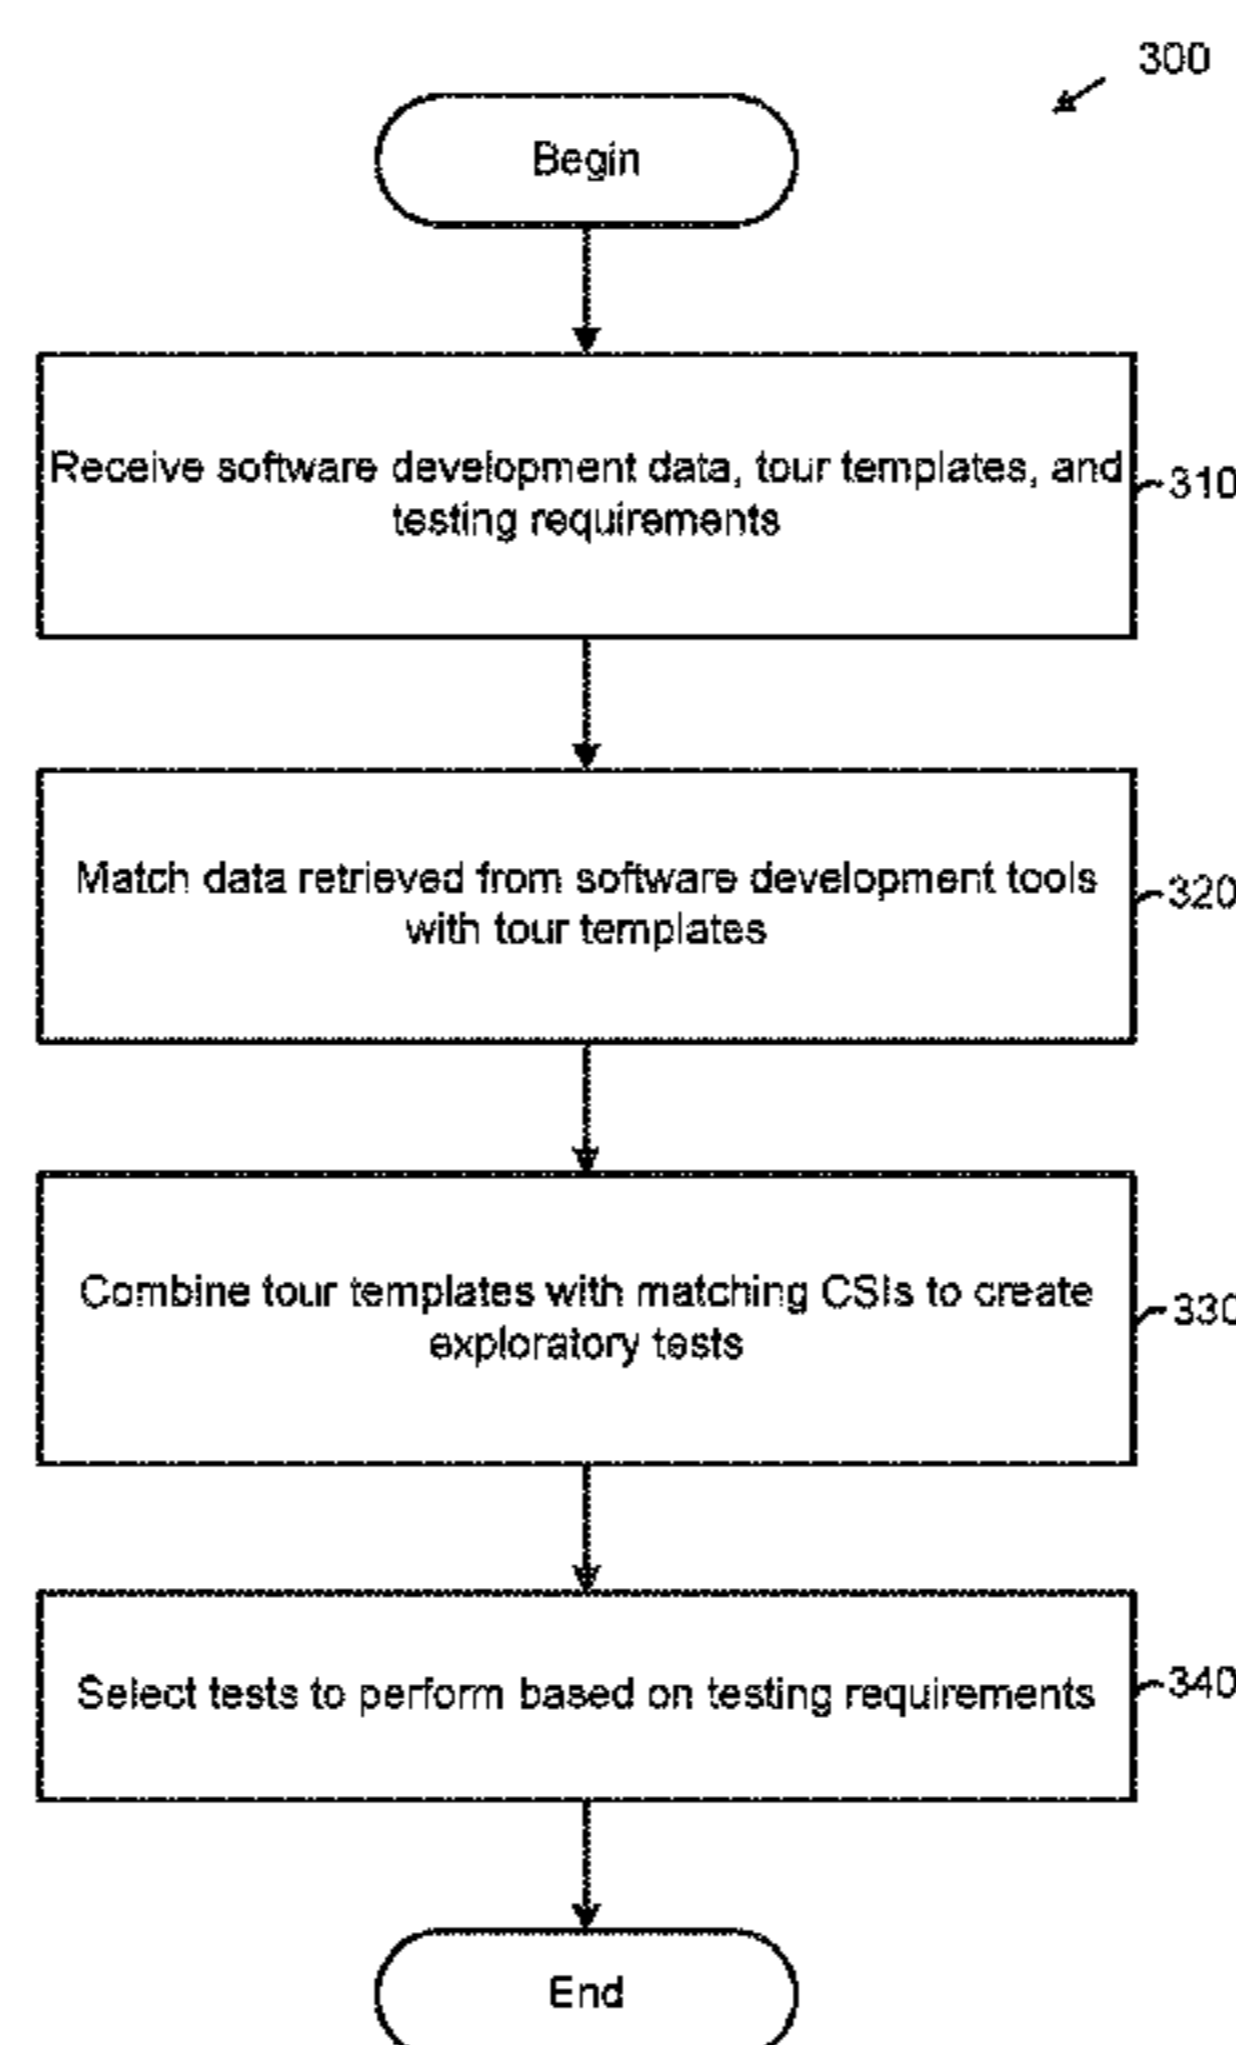 300
Begin
Receive software development data, tour templates, and
testing requirements
310
Match data retrieved from software development tools
with tour templates
320
Combine tour templates with matching CSIs to create
exploratory tests
330
Select tests to perform based on testing requirements
340
End